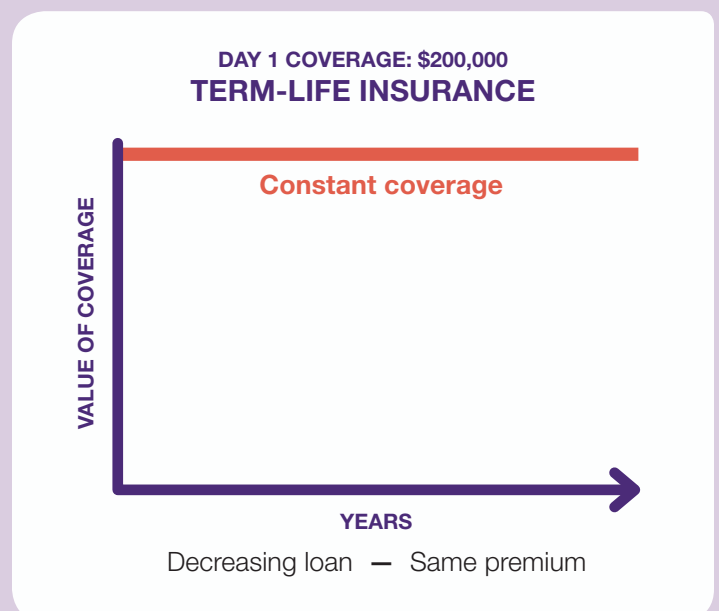 DAY 1 COVERAGE: $200,000
TERM-LIFE INSURANCE
Constant coverage
VALUE OF COVERAGE
YEARS
Decreasing loan — Same premium